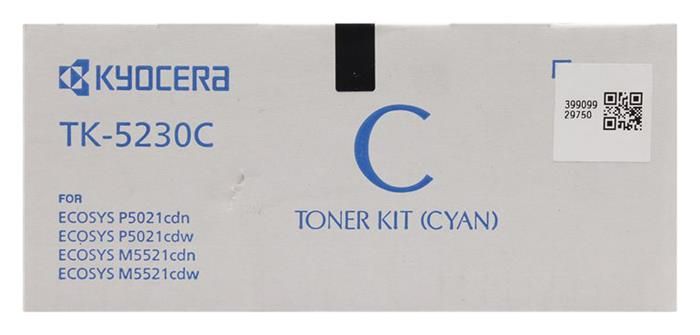 KYOCERA
TK-5230C
FOR
ECOSYS P5021cdn
ECOSYS P5021cdw
ECOSYS M5521cdn
ECOSYS M5521cdw
C
TONER KIT (CYAN)
399099
29750